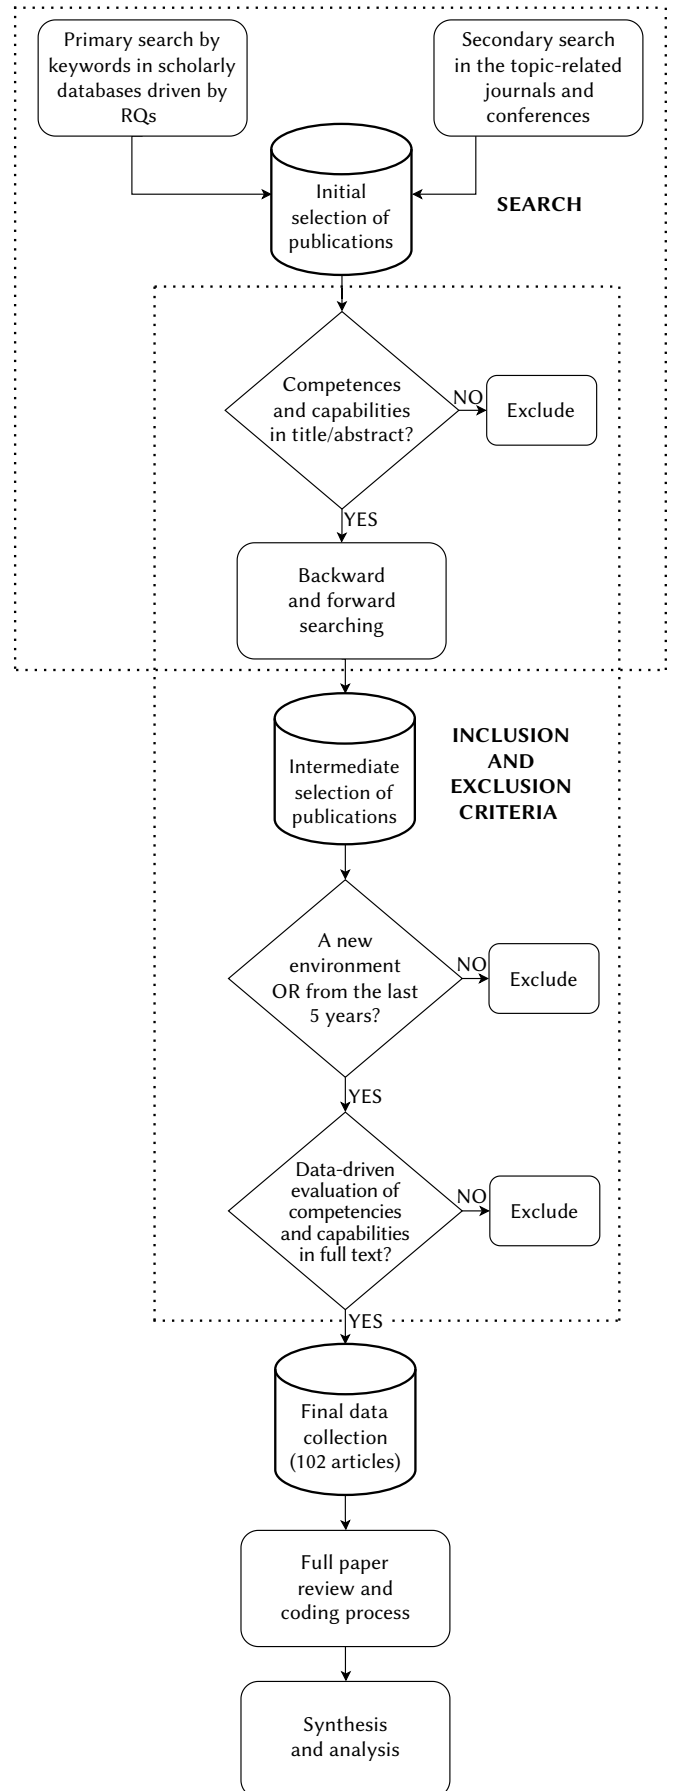 Primary search by
keywords in scholarly
databases driven by
RQs
Secondary search
in the topic-related
journals and
conferences
Initial
selection of
publications
SEARCH
Competences
and capabilities
in title/abstract?
NO
Exclude
YES
Backward
and forward
searching
Intermediate
selection of
publications
INCLUSION
AND
EXCLUSION
CRITERIA
A new
environment
OR from the last
5 years?
NO
Exclude
YES
Data-driven
evaluation of
competencies
and capabilities
in full text?
NO
Exclude
YES
Final data
collection
(102 articles)
Full paper
review and
coding process
Synthesis
and analysis